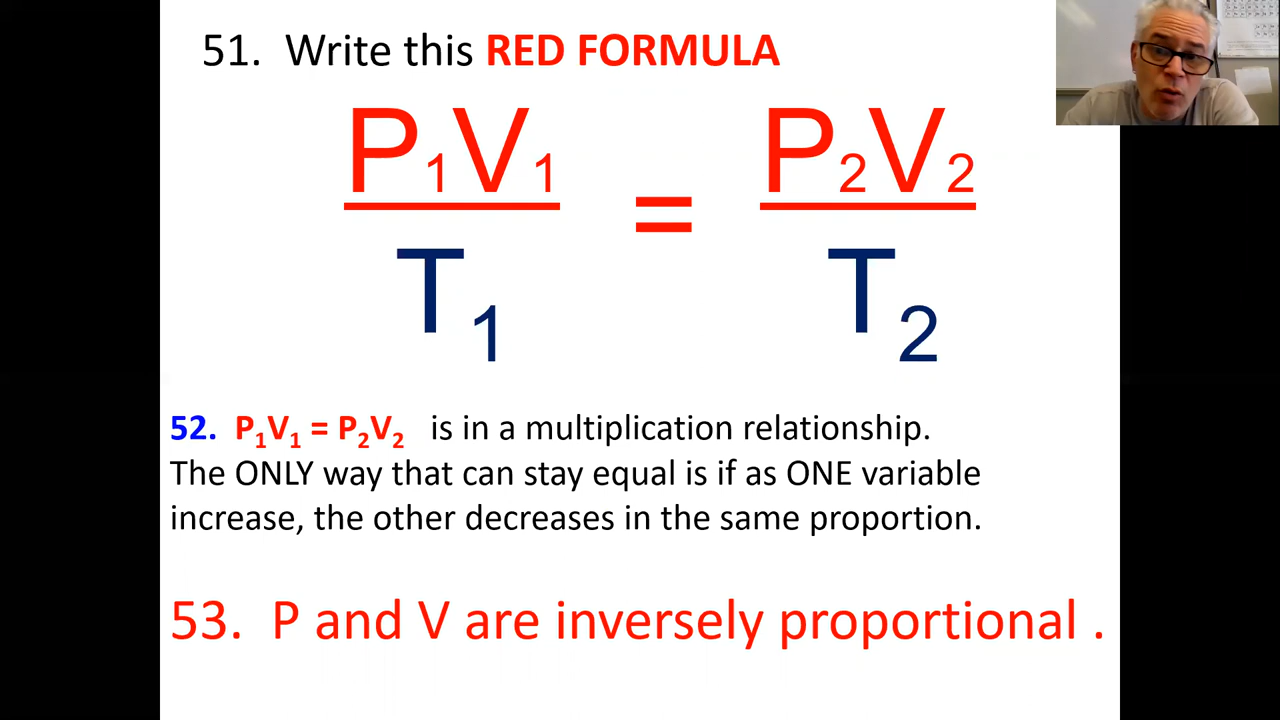 51. Write this RED FORMULA
P₁V₁ = P₂V₂
T₁ T₂
52. P₁V₁ = P₂V₂ is in a multiplication relationship.
The ONLY way that can stay equal is if as ONE variable
increase, the other decreases in the same proportion.
53. P and V are inversely proportional .